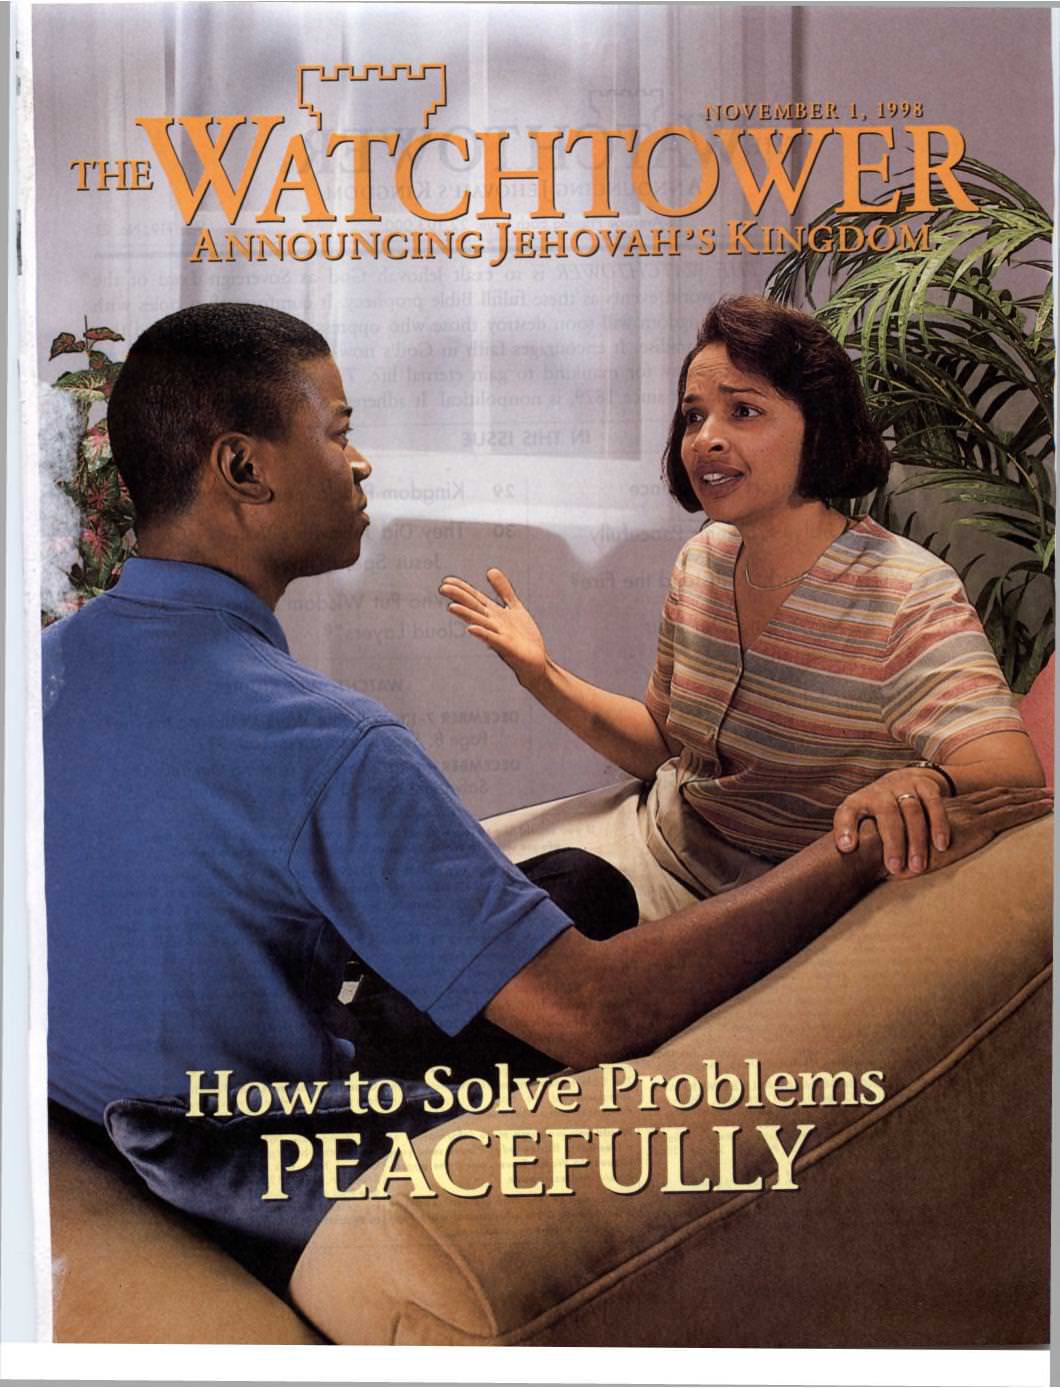 NOVEMBER 1, 1998
THE WATCHTOWER
ANNOUNCING JEHOVAH'S KINGDOM
How to Solve Problems
PEACEFULLY